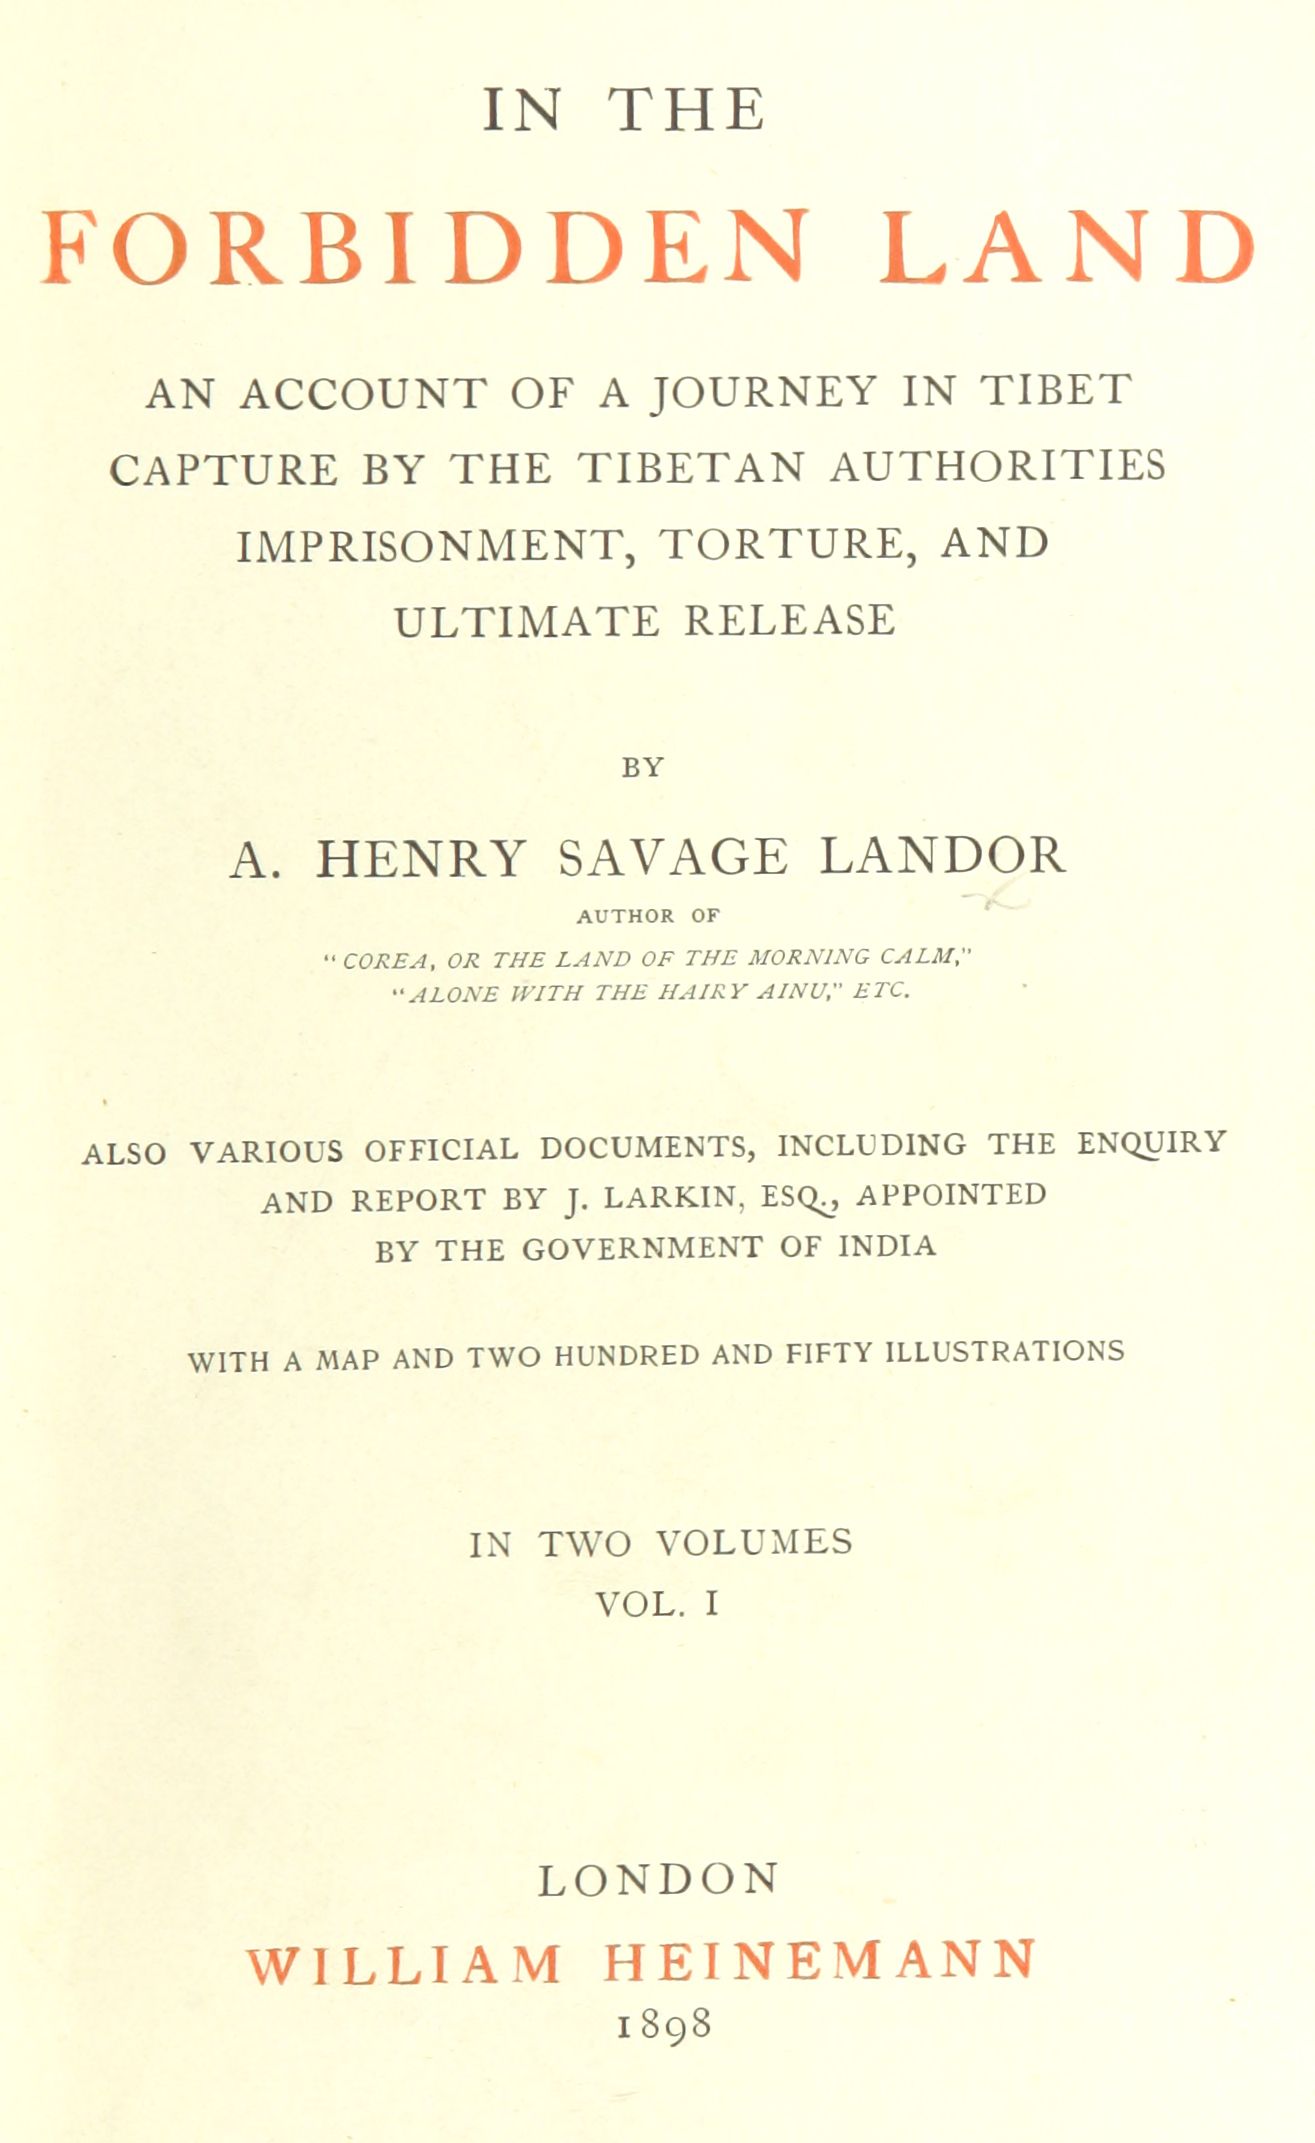 IN THE
FORBIDDEN LAND
AN ACCOUNT OF A JOURNEY IN TIBET
CAPTURE BY THE TIBETAN AUTHORITIES
IMPRISONMENT, TORTURE, AND
ULTIMATE RELEASE
BY
A. HENRY SAVAGE LANDOR
AUTHOR OF
“COREA, OR THE LAND OF THE MORNING CALM,”
“ALONE WITH THE HAIRY AINU,” ETC.
ALSO VARIOUS OFFICIAL DOCUMENTS, INCLUDING THE ENQUIRY
AND REPORT BY J. LARKIN, ESQ., APPOINTED
BY THE GOVERNMENT OF INDIA
WITH A MAP AND TWO HUNDRED AND FIFTY ILLUSTRATIONS
IN TWO VOLUMES
VOL. I
LONDON
WILLIAM HEINEMANN
1898